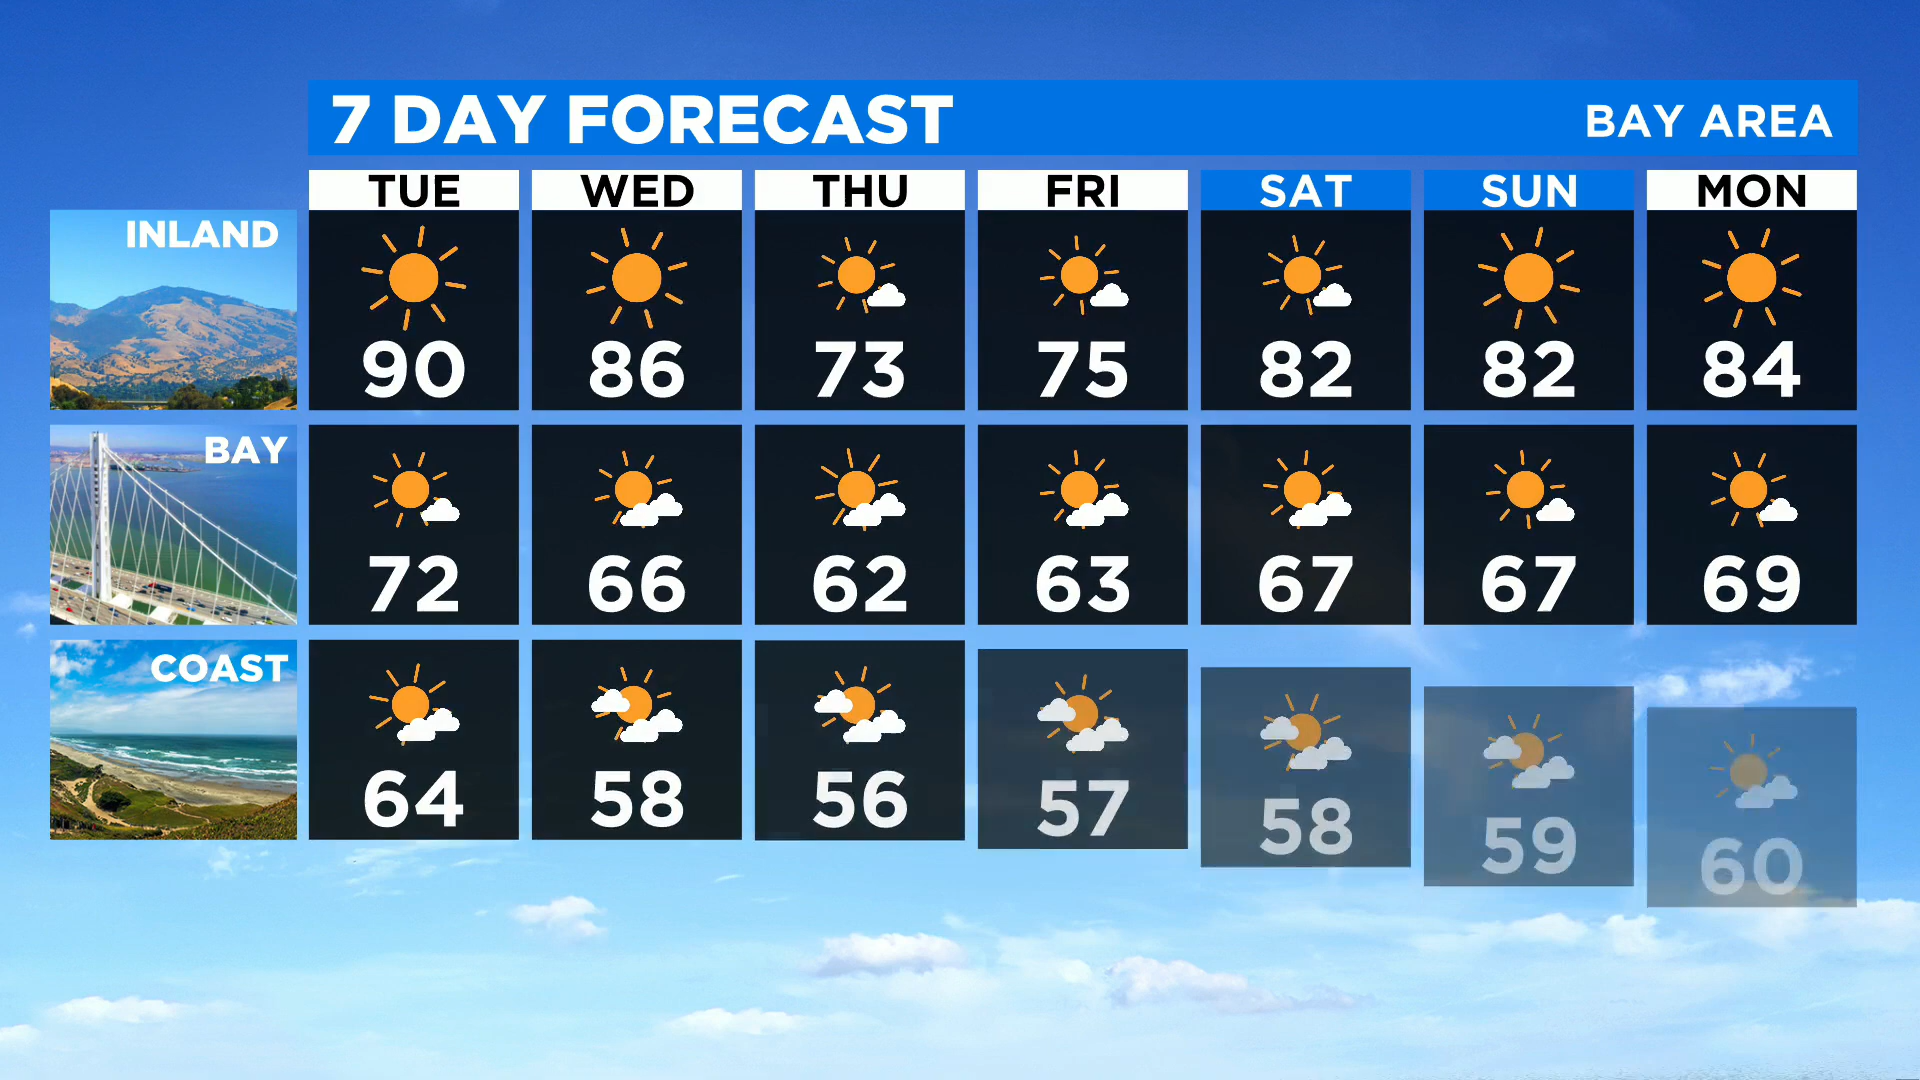 7 DAY FORECAST BAY AREA
TUE WED THU FRI SAT SUN MON
INLAND
90 86 73 75 82 82 84
BAY
72 66 62 63 67 67 69
COAST
64 58 56 57 58 59 60